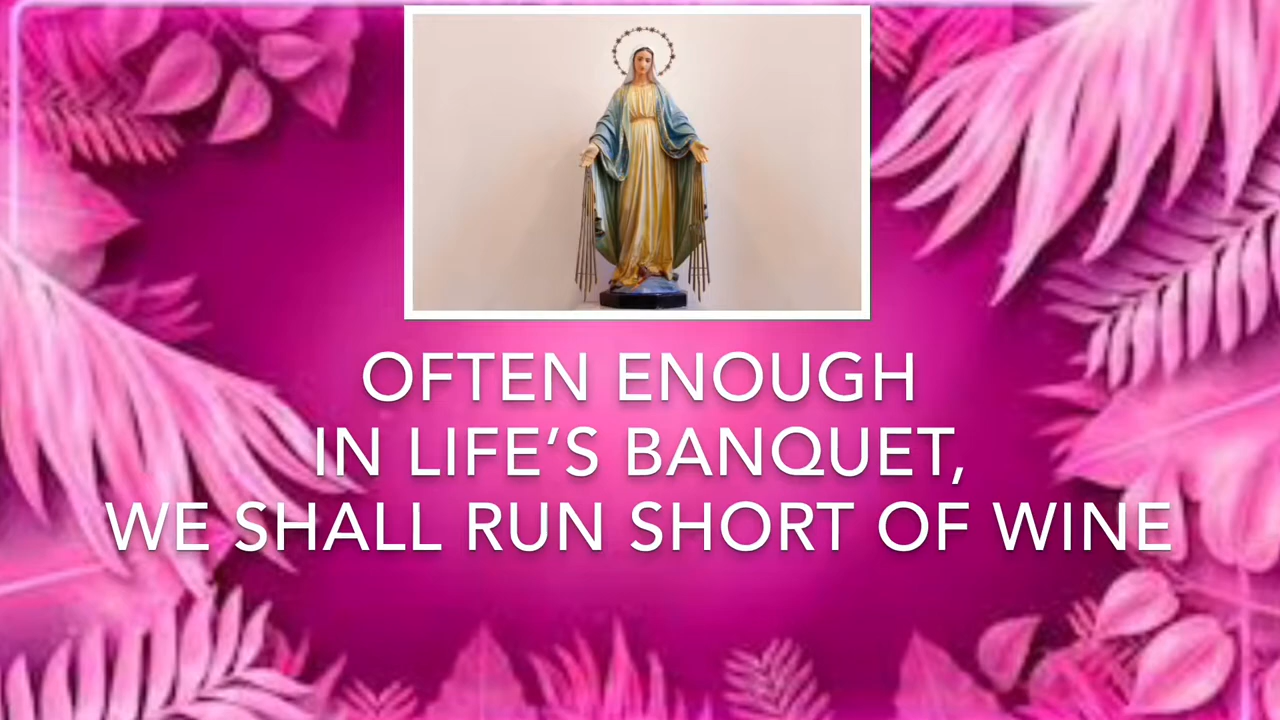 OFTEN ENOUGH
IN LIFE’S BANQUET,
WE SHALL RUN SHORT OF WINE